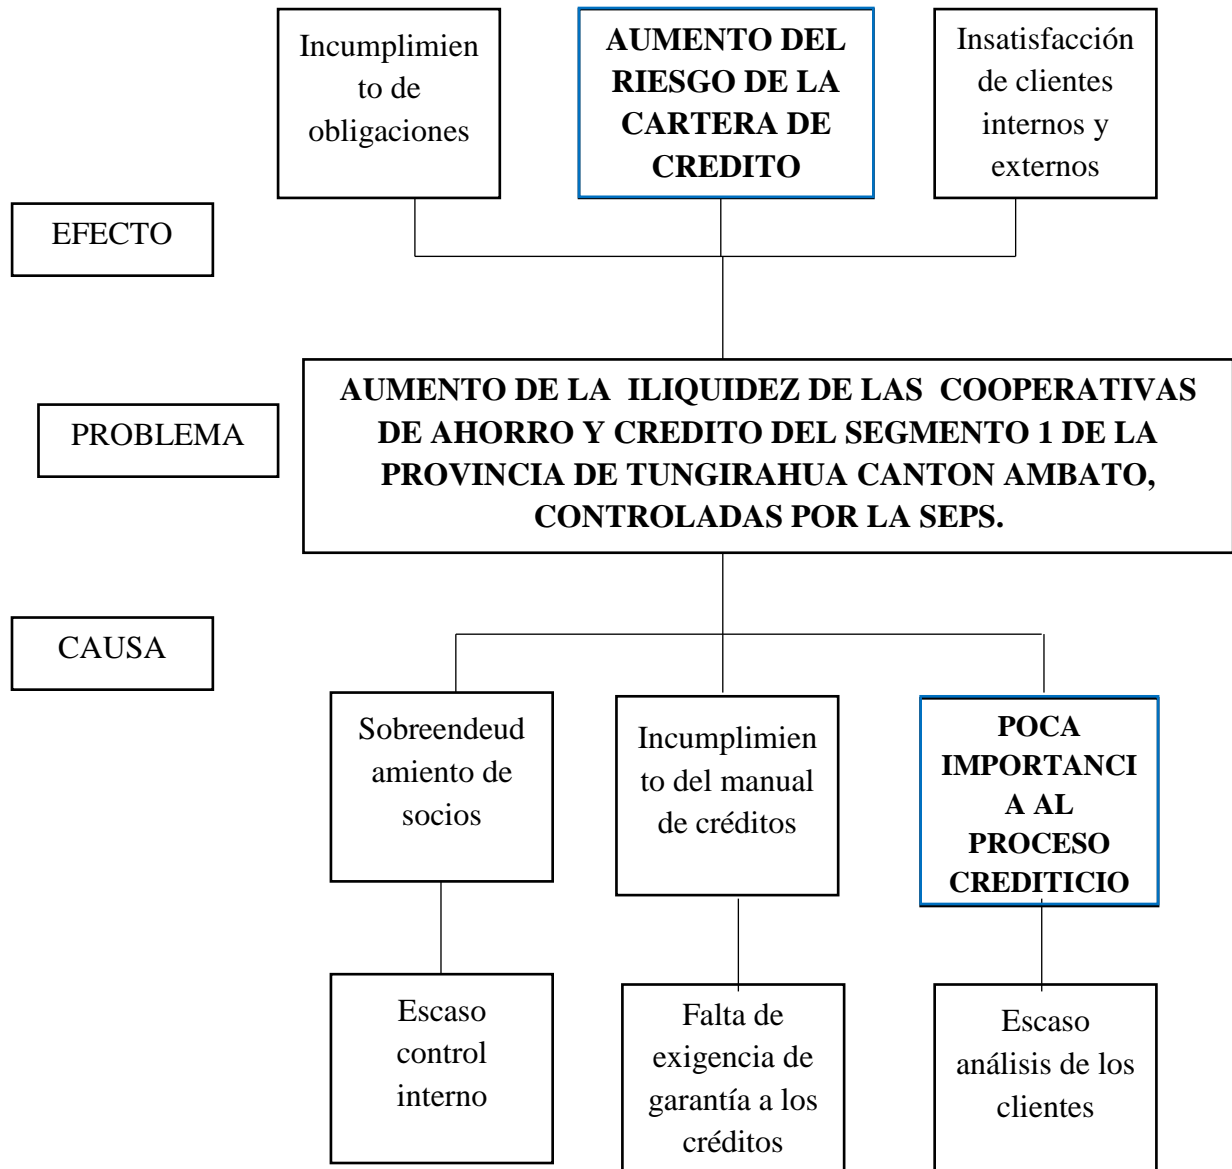 Incumplimien
to de
obligaciones
AUMENTO DEL
RIESGO DE LA
CARTERA DE
CREDITO
Insatisfacción
de clientes
internos y
externos
EFECTO
PROBLEMA
AUMENTO DE LA ILIQUIDEZ DE LAS COOPERATIVAS
DE AHORRO Y CREDITO DEL SEGMENTO 1 DE LA
PROVINCIA DE TUNGIRAHUA CANTON AMBATO,
CONTROLADAS POR LA SEPS.
CAUSA
Sobreendeud
amiento de
socios
Incumplimien
to del manual
de créditos
POCA
IMPORTANCI
A AL
PROCESO
CREDITICIO
Escaso
control
interno
Falta de
exigencia de
garantía a los
créditos
Escaso
análisis de los
clientes